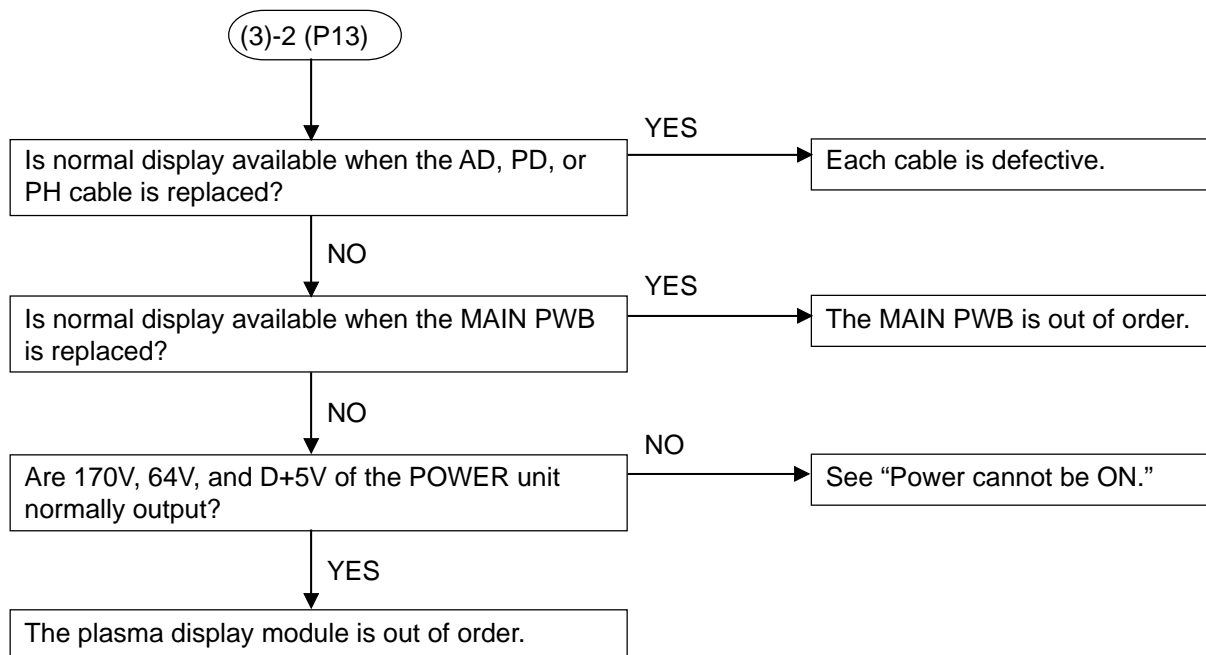 (3)-2 (P13)
YES
Is normal display available when the AD, PD, or
PH cable is replaced?
Each cable is defective.
NO
YES
Is normal display available when the MAIN PWB
is replaced?
The MAIN PWB is out of order.
NO
NO
Are 170V, 64V, and D+5V of the POWER unit
normally output?
See “Power cannot be ON.”
YES
The plasma display module is out of order.